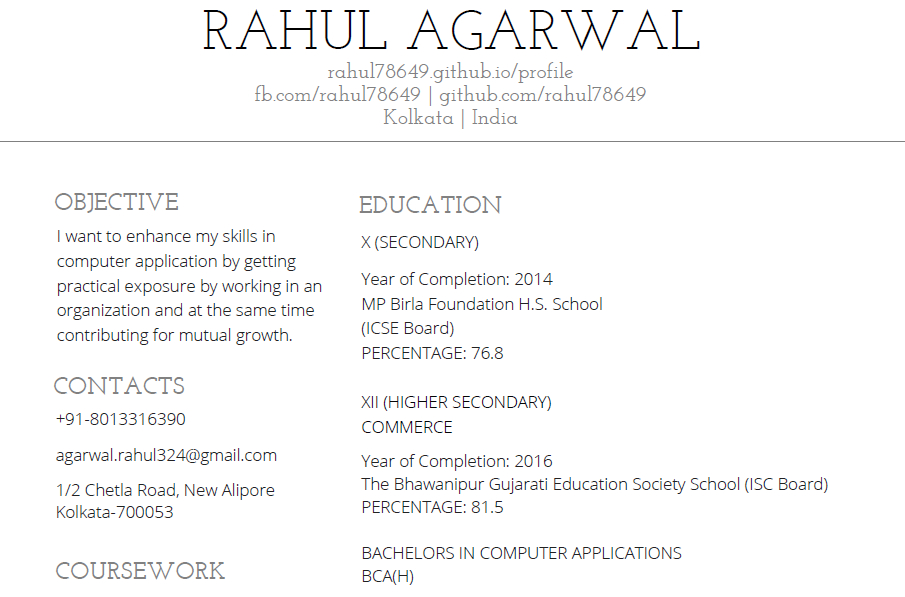 RAHUL AGARWAL
rahul78649.github.io/profile
fb.com/rahul78649 | github.com/rahul78649
Kolkata | India
OBJECTIVE
I want to enhance my skills in
computer application by getting
practical exposure by working in an
organization and at the same time
contributing for mutual growth.
CONTACTS
+91-8013316390
agarwal.rahul324@gmail.com
1/2 Chetla Road, New Alipore
Kolkata-700053
COURSEWORK
EDUCATION
X (SECONDARY)
Year of Completion: 2014
MP Birla Foundation H.S. School
(ICSE Board)
PERCENTAGE: 76.8
XII (HIGHER SECONDARY)
COMMERCE
Year of Completion: 2016
The Bhawanipur Gujarati Education Society School (ISC Board)
PERCENTAGE: 81.5
BACHELORS IN COMPUTER APPLICATIONS
BCA(H)